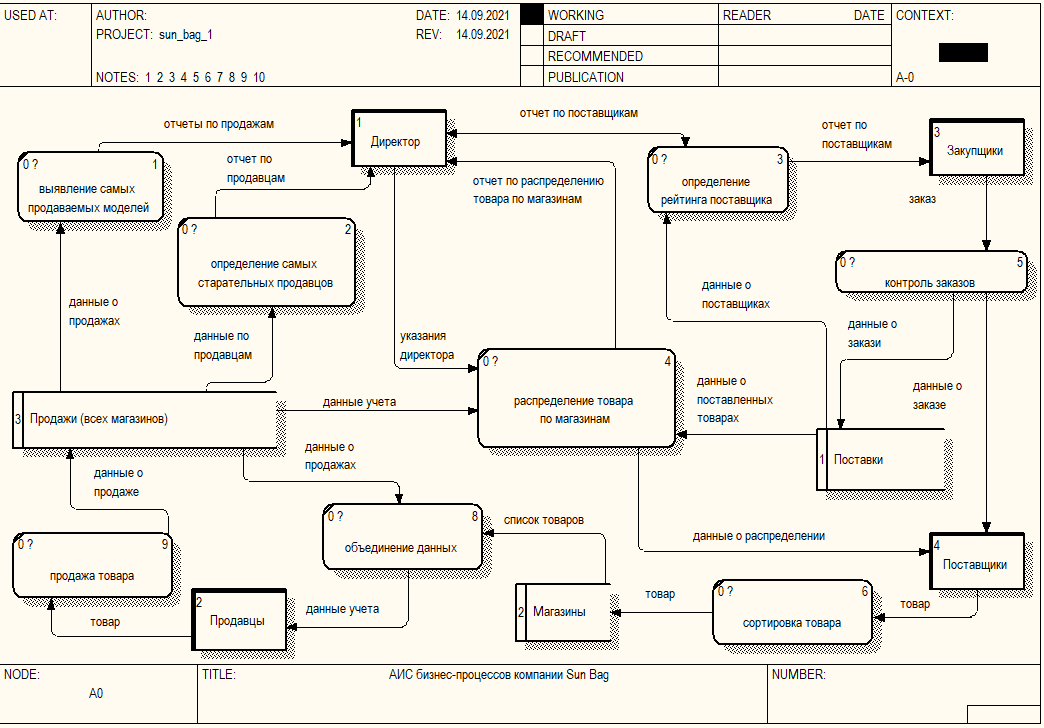 USED AT:
AUTHOR:
DATE: 14.09.2021
WORKING
READER
DATE
CONTEXT:
PROJECT: sun_bag_1
REV: 14.09.2021
DRAFT
RECOMMENDED
NOTES: 1 2 3 4 5 6 7 8 9 10
PUBLICATION
A-0
отчеты по продажам
1
Директор
отчет по поставщикам
отчет по
поставщикам
3
Закупщики
0 ?
1
выявление самых
продаваемых моделей
отчет по
продавцам
отчет по распределению
товара по магазинам
0 ?
3
определение
рейтинга поставщика
заказ
0 ?
2
определение самых
старательных продавцов
0 ?
5
контроль заказов
данные о
продажах
данные по
продавцам
указания
директора
данные о
поставщиках
данные о
закази
0 ?
4
распределение товара
по магазинам
данные о
поставленных
товарах
данные о
заказе
3
Продажи (всех магазинов)
данные учета
1
Поставки
данные о
продажах
данные о
продаже
0 ?
8
объединение данных
список товаров
данные о распределении
4
Поставщики
0 ?
9
продажа товара
2
Продавцы
данные учета
2
Магазины
товар
0 ?
6
сортировка товара
товар
товар
NODE:
A0
TITLE:
АИС бизнес-процессов компании Sun Bag
NUMBER: